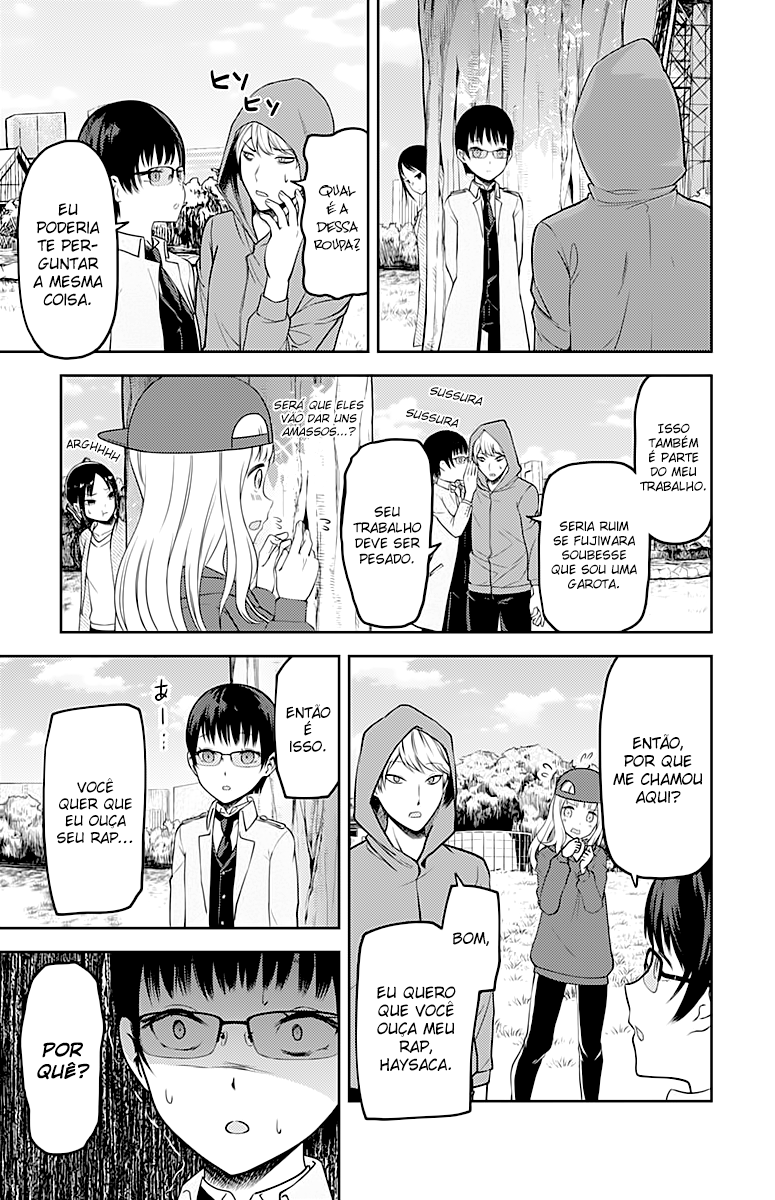 ヒソ
ヒソ
QUAL
É A
DESSA
ROUPA?
EU
PODERIA
TE PER-
GUNTAR
A MESMA
COISA.
ISSO
TAMBÉM
É PARTE
DO MEU
TRABALHO.
SERIA RUIM
SE FUJIWARA
SOUBESSE
QUE SOU UMA
GAROTA.
SUSSURA
SUSSURA
SEU
TRABALHO
DEVE SER
PESADO.
SERÁ QUE ELES
VÃO DAR UNS
AMASSOS...?
ARGHHHH
ENTÃO,
POR QUE
ME CHAMOU
AQUI?
BOM,
EU QUERO
QUE VOCÊ
OUÇA MEU
RAP,
HAYSACA.
ENTÃO
É
ISSO.
あー...
VOCÊ
QUER QUE
EU OUÇA
SEU RAP...
POR
QUÊ?